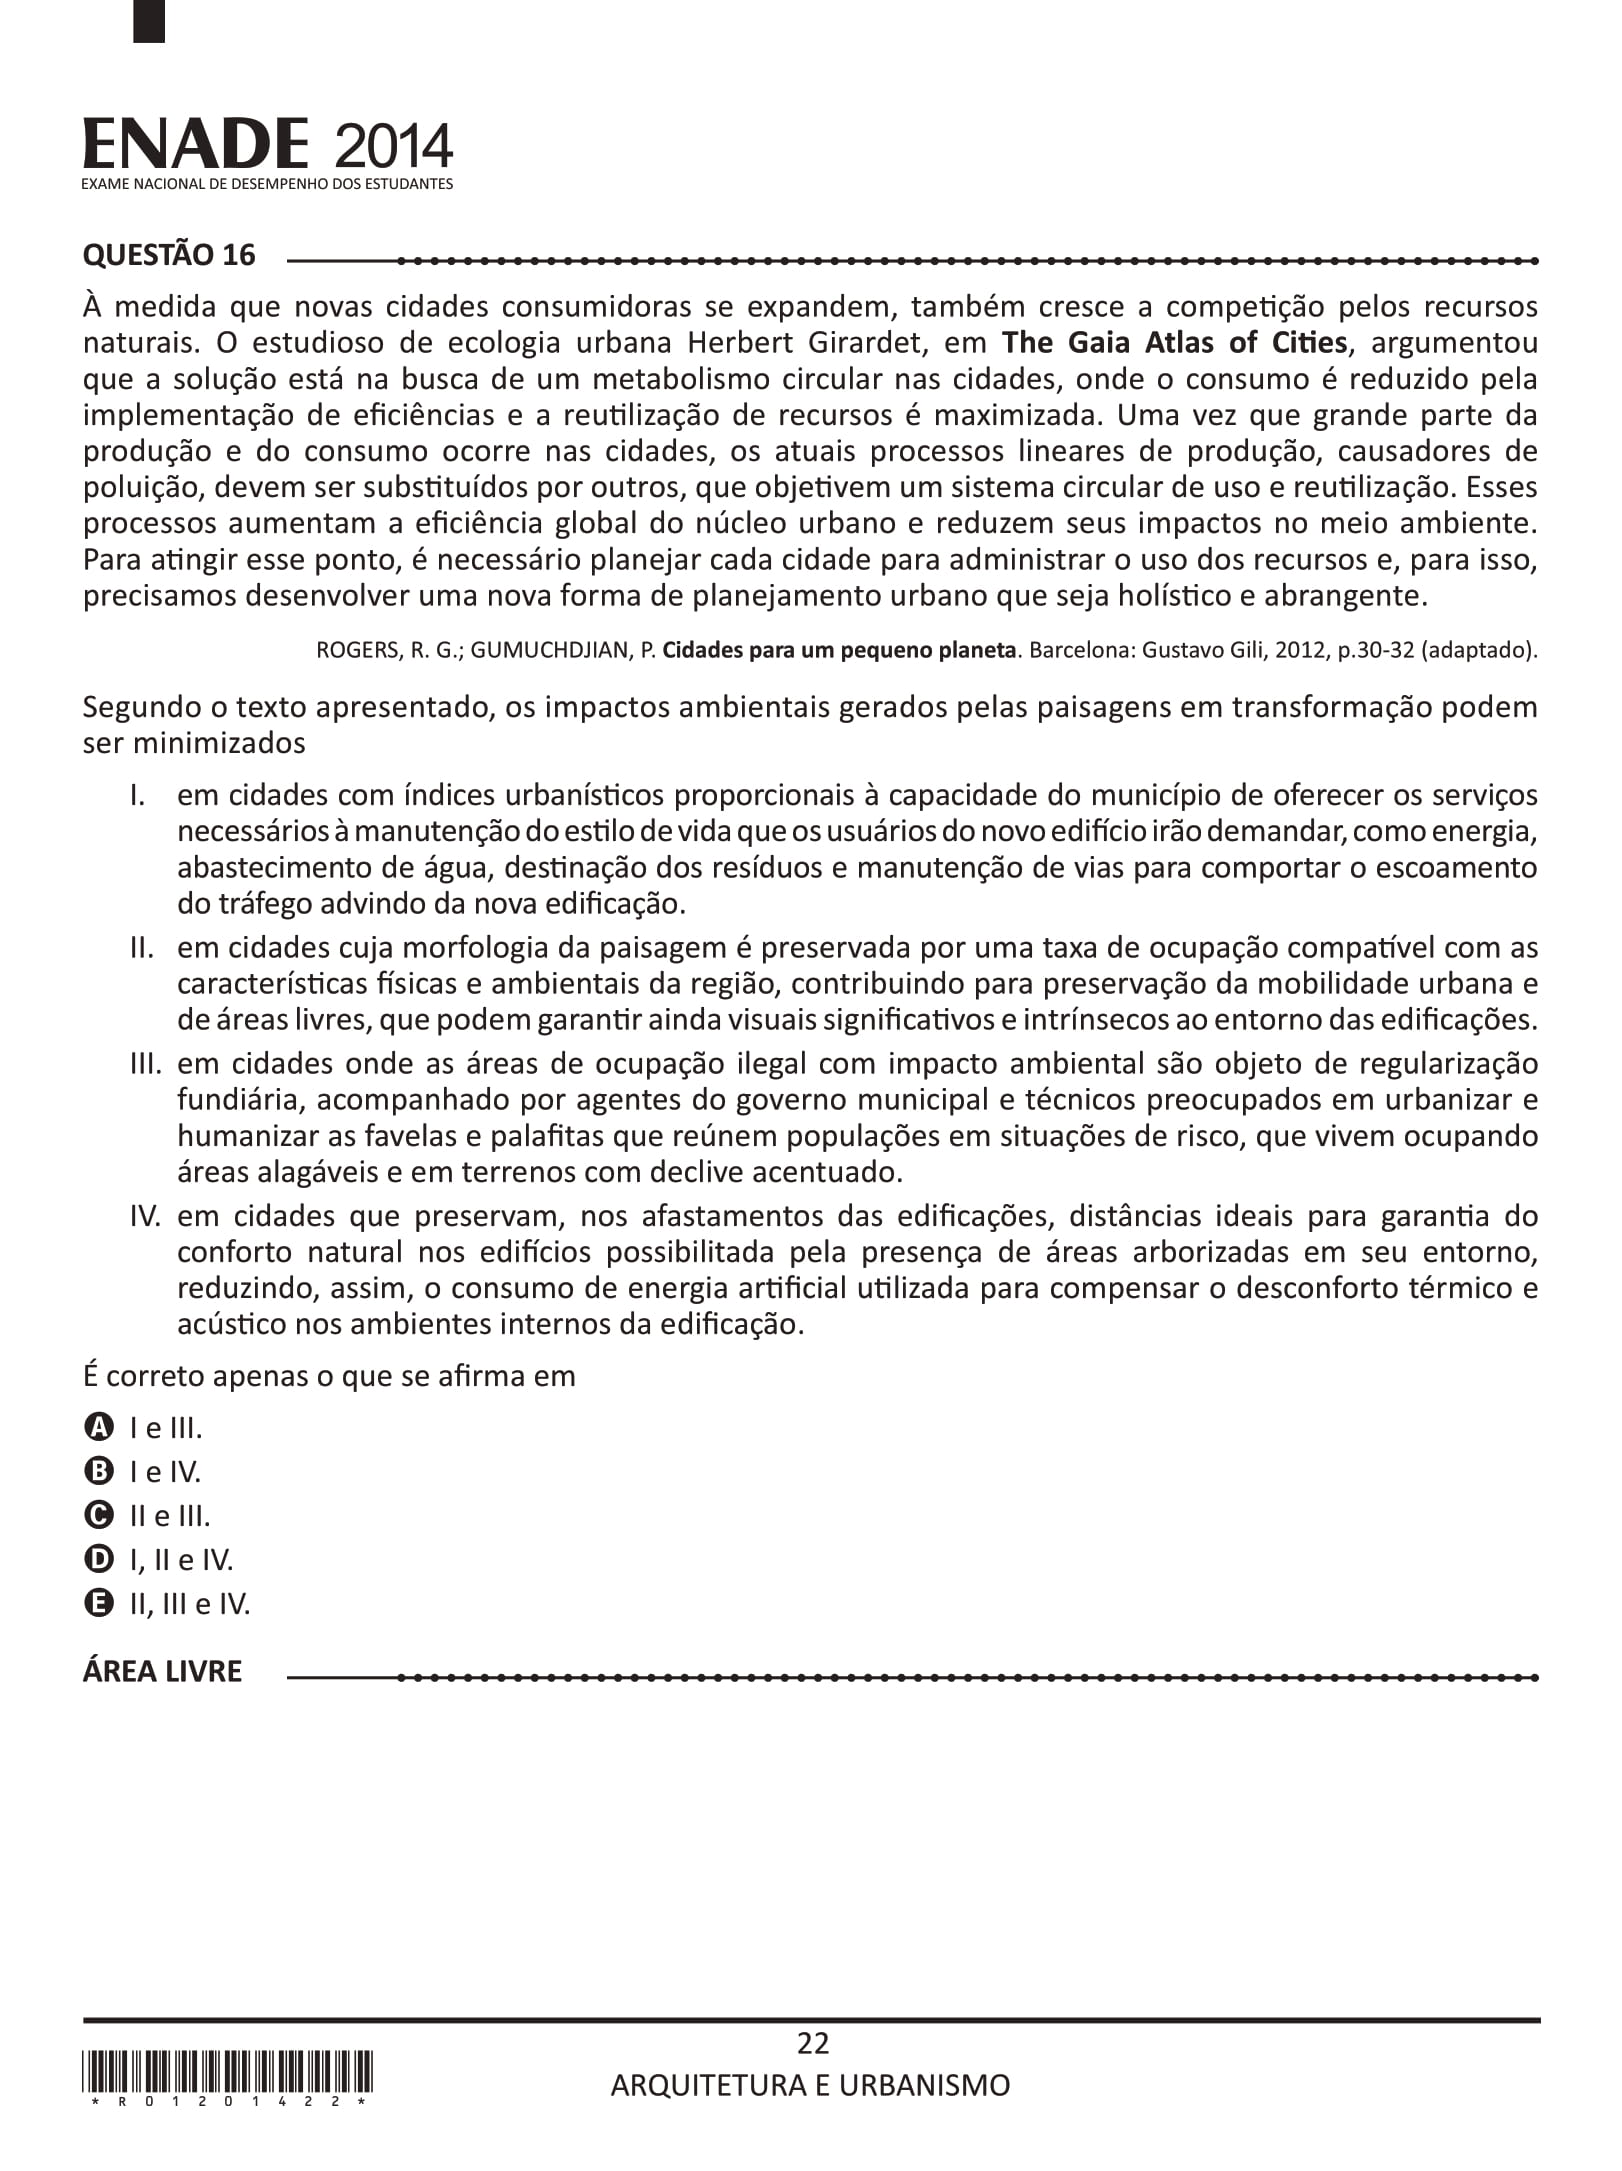 ENADE 2014
EXAME NACIONAL DE DESEMPENHO DOS ESTUDANTES
QUESTÃO 16
À medida que novas cidades consumidoras se expandem, também cresce a competição pelos recursos
naturais. O estudioso de ecologia urbana Herbert Girardet, em The Gaia Atlas of Cities, argumentou
que a solução está na busca de um metabolismo circular nas cidades, onde o consumo é reduzido pela
implementação de eficiências e a reutilização de recursos é maximizada. Uma vez que grande parte da
produção e do consumo ocorre nas cidades, os atuais processos lineares de produção, causadores de
poluição, devem ser substituídos por outros, que objetivem um sistema circular de uso e reutilização. Esses
processos aumentam a eficiência global do núcleo urbano e reduzem seus impactos no meio ambiente.
Para atingir esse ponto, é necessário planejar cada cidade para administrar o uso dos recursos e, para isso,
precisamos desenvolver uma nova forma de planejamento urbano que seja holístico e abrangente.
ROGERS, R. G.; GUMUCHDJIAN, P. Cidades para um pequeno planeta. Barcelona: Gustavo Gili, 2012, p.30-32 (adaptado).
Segundo o texto apresentado, os impactos ambientais gerados pelas paisagens em transformação podem
ser minimizados
I. em cidades com índices urbanísticos proporcionais à capacidade do município de oferecer os serviços
necessários à manutenção do estilo de vida que os usuários do novo edifício irão demandar, como energia,
abastecimento de água, destinação dos resíduos e manutenção de vias para comportar o escoamento
do tráfego advindo da nova edificação.
II. em cidades cuja morfologia da paisagem é preservada por uma taxa de ocupação compatível com as
características físicas e ambientais da região, contribuindo para preservação da mobilidade urbana e
de áreas livres, que podem garantir ainda visuais significativos e intrínsecos ao entorno das edificações.
III. em cidades onde as áreas de ocupação ilegal com impacto ambiental são objeto de regularização
fundiária, acompanhado por agentes do governo municipal e técnicos preocupados em urbanizar e
humanizar as favelas e palafitas que reúnem populações em situações de risco, que vivem ocupando
áreas alagáveis e em terrenos com declive acentuado.
IV. em cidades que preservam, nos afastamentos das edificações, distâncias ideais para garantia do
conforto natural nos edifícios possibilitada pela presença de áreas arborizadas em seu entorno,
reduzindo, assim, o consumo de energia artificial utilizada para compensar o desconforto térmico e
acústico nos ambientes internos da edificação.
É correto apenas o que se afirma em
A I e III.
B I e IV.
C II e III.
D I, II e IV.
E II, III e IV.
ÁREA LIVRE
22
ARQUITETURA E URBANISMO
* R 0 1 2 0 1 4 2 2 *